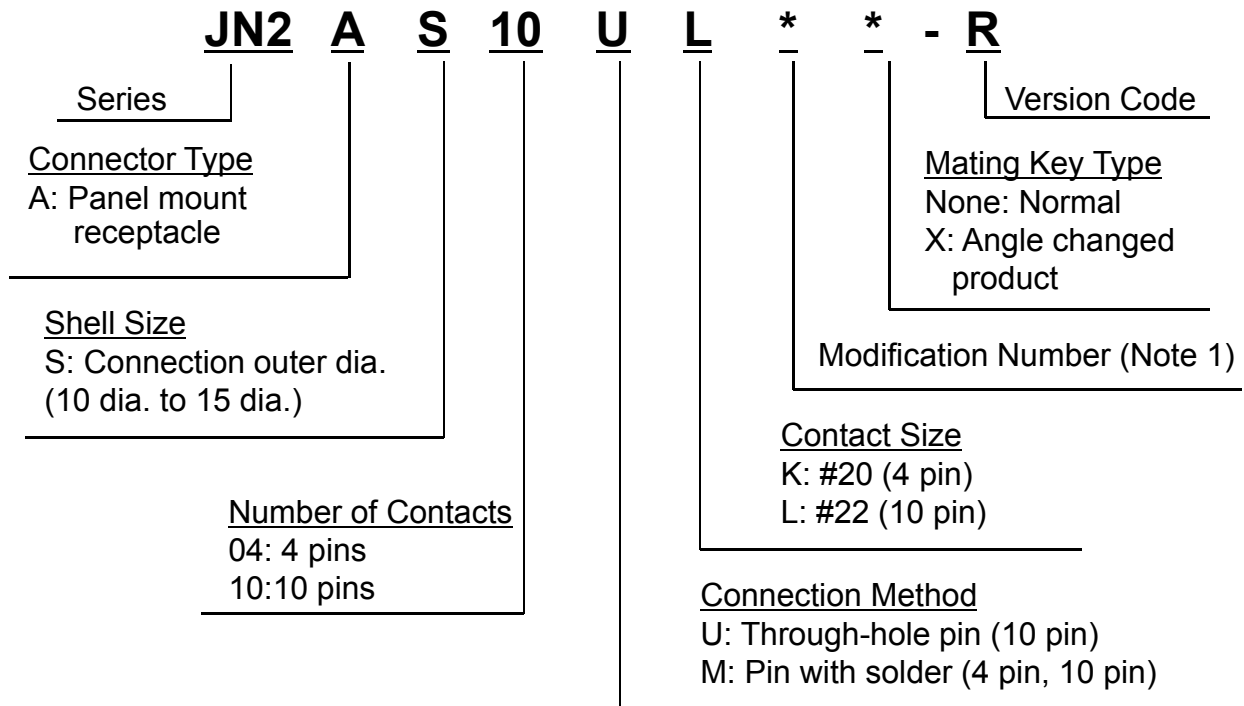 JN2 A S 10 U L * * - R
Series
Version Code
Connector Type
A: Panel mount
receptacle
Mating Key Type
None: Normal
X: Angle changed
product
Shell Size
S: Connection outer dia.
(10 dia. to 15 dia.)
Modification Number (Note 1)
Contact Size
K: #20 (4 pin)
L: #22 (10 pin)
Number of Contacts
04: 4 pins
10:10 pins
Connection Method
U: Through-hole pin (10 pin)
M: Pin with solder (4 pin, 10 pin)